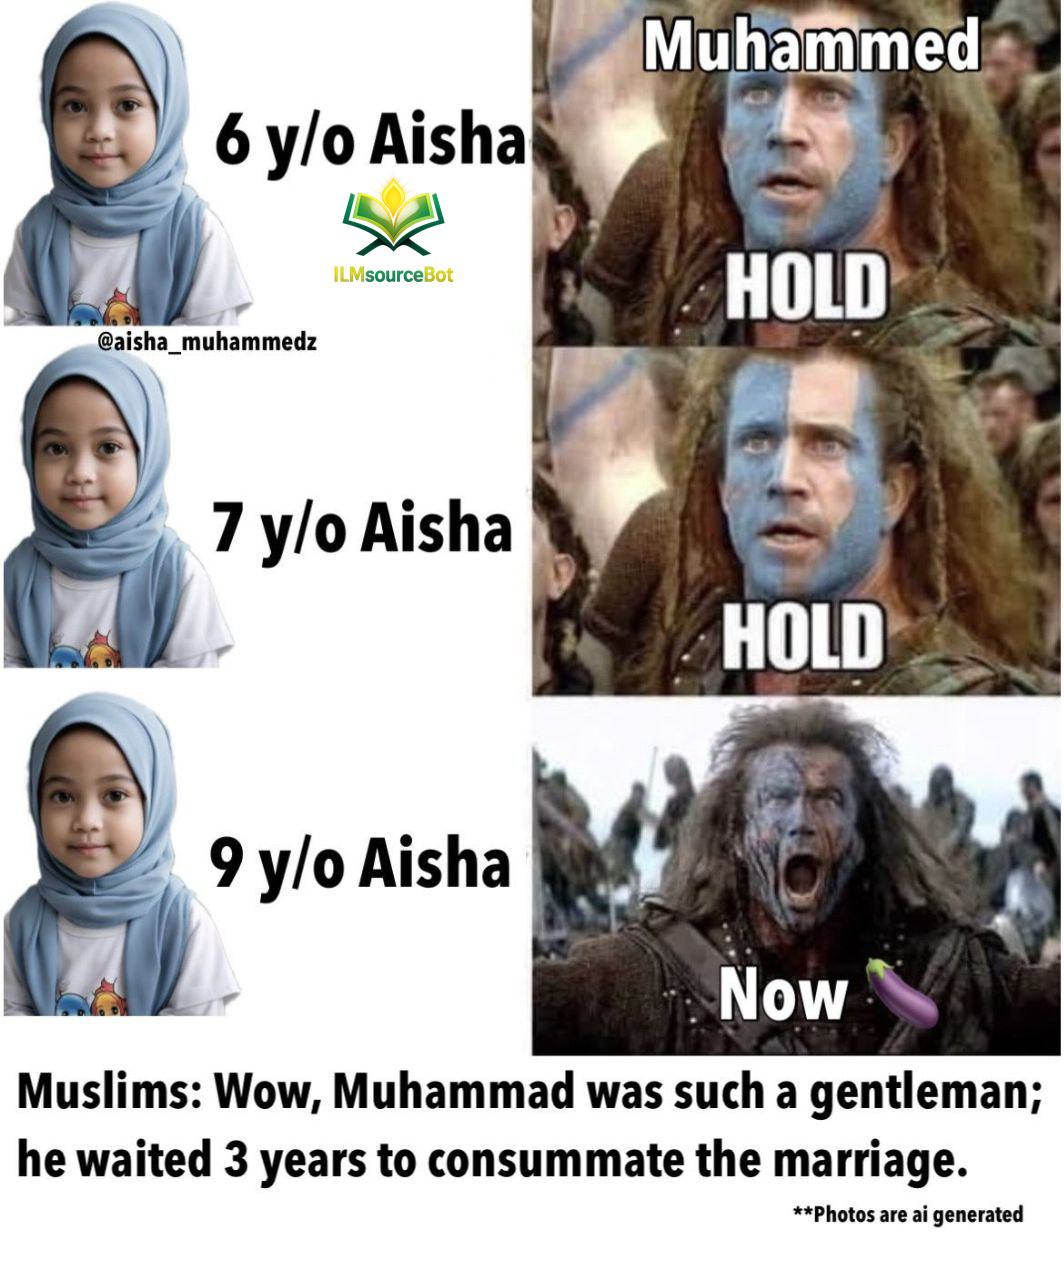 Muhammed
6 y/o Aisha
ILMsourceBot
HOLD
@aisha_muhammedz
7 y/o Aisha
HOLD
9 y/o Aisha
Now 🍆
Muslims: Wow, Muhammad was such a gentleman;
he waited 3 years to consummate the marriage.
**Photos are ai generated